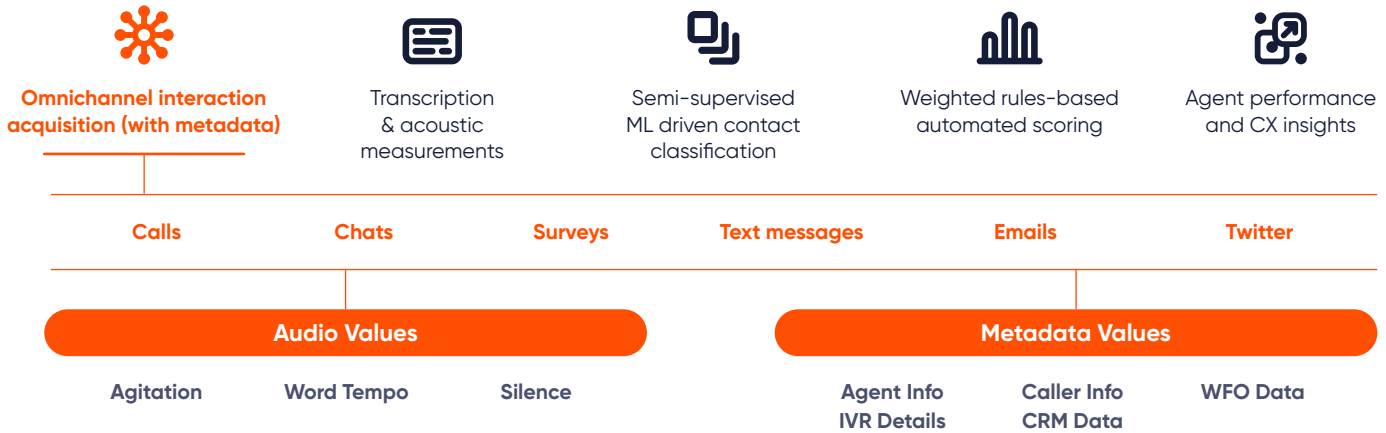 Omnichannel interaction
acquisition (with metadata)
Transcription
& acoustic
measurements
Semi-supervised
ML driven contact
classification
Weighted rules-based
automated scoring
Agent performance
and CX insights
Calls
Chats
Surveys
Text messages
Emails
Twitter
Audio Values
Metadata Values
Agitation
Word Tempo
Silence
Agent Info
IVR Details
Caller Info
CRM Data
WFO Data